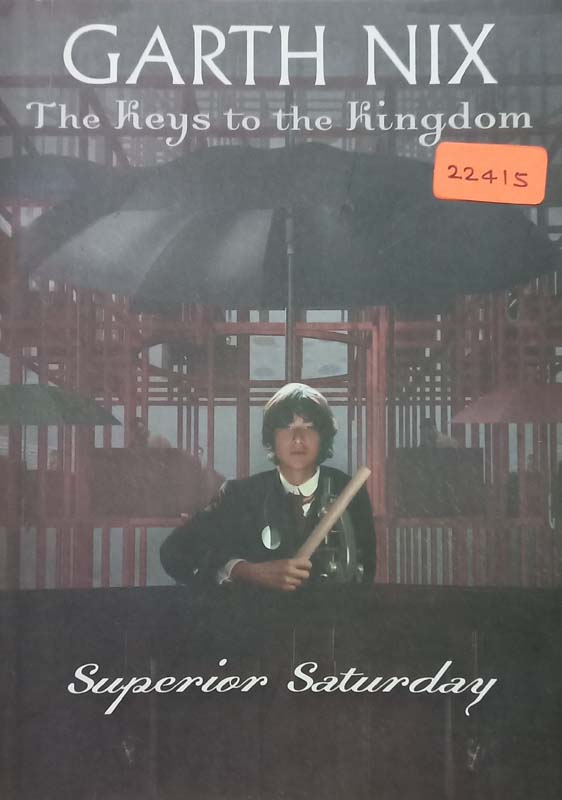 GARTH NIX
The Keys to the Kingdom
22415
Superior Saturday